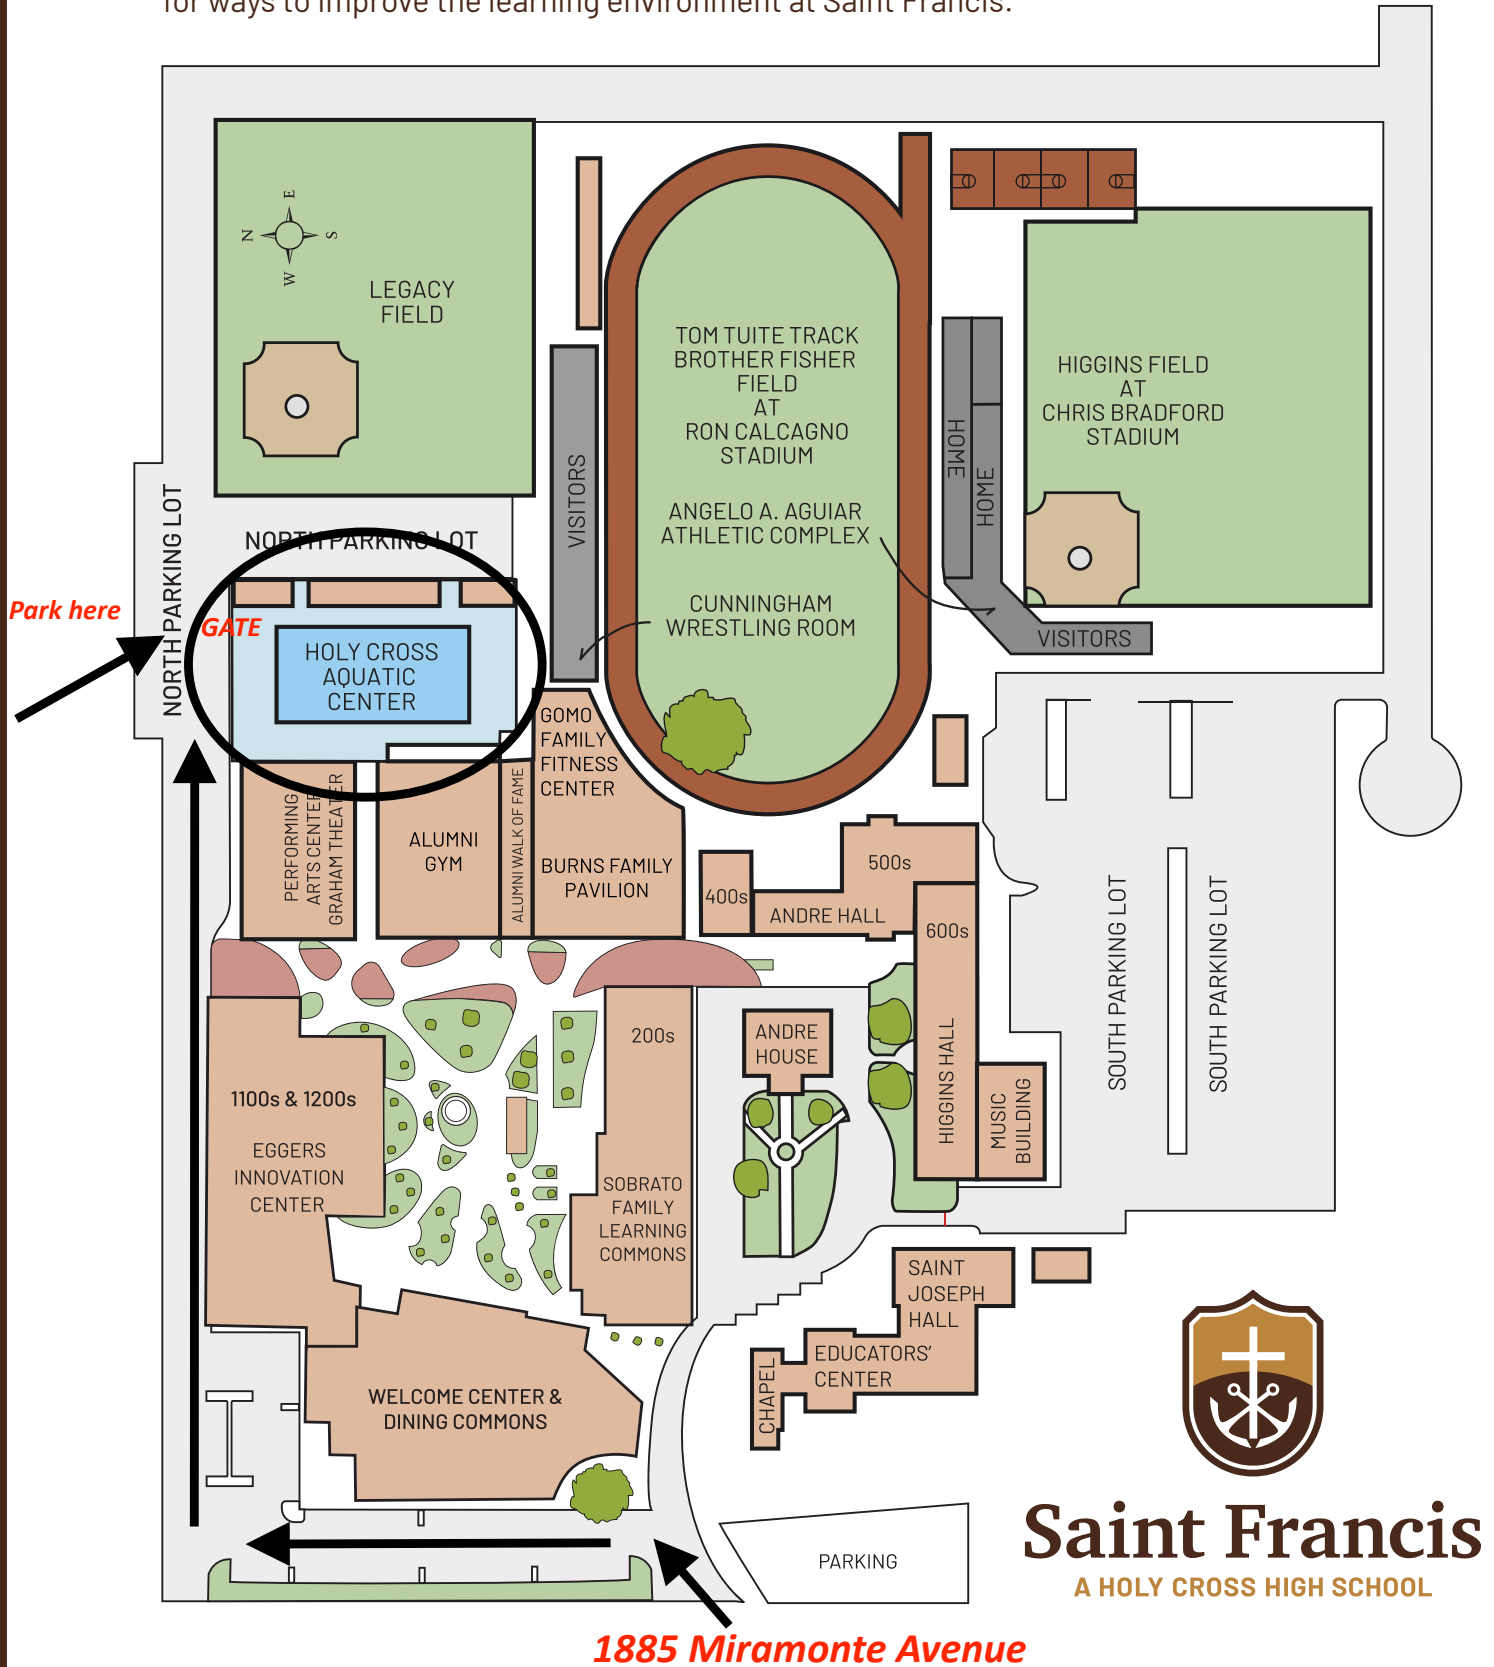 for ways to improve the learning environment at Saint Francis.
E
N
S
W
LEGACY
FIELD
TOM TUITE TRACK
BROTHER FISHER
FIELD
AT
RON CALCAGNO
STADIUM
ANGELO A. AGUIAR
ATHLETIC COMPLEX
CUNNINGHAM
WRESTLING ROOM
HIGGINS FIELD
AT
CHRIS BRADFORD
STADIUM
HOME
HOME
VISITORS
VISITORS
NORTH PARKING LOT
NORTH PARKING LOT
Park here
GATE
HOLY CROSS
AQUATIC
CENTER
GOMO
FAMILY
FITNESS
CENTER
PERFORMING
ARTS CENTER
GRAHAM THEATER
ALUMNI
GYM
ALUMNI WALK OF FAME
BURNS FAMILY
PAVILION
400s
500s
ANDRE HALL
600s
HIGGINS HALL
MUSIC
BUILDING
SOUTH PARKING LOT
SOUTH PARKING LOT
ANDRE
HOUSE
200s
SOBRATO
FAMILY
LEARNING
COMMONS
1100s & 1200s
EGGERS
INNOVATION
CENTER
WELCOME CENTER &
DINING COMMONS
SAINT
JOSEPH
HALL
EDUCATORS'
CENTER
CHAPEL
PARKING
Saint Francis
A HOLY CROSS HIGH SCHOOL
1885 Miramonte Avenue